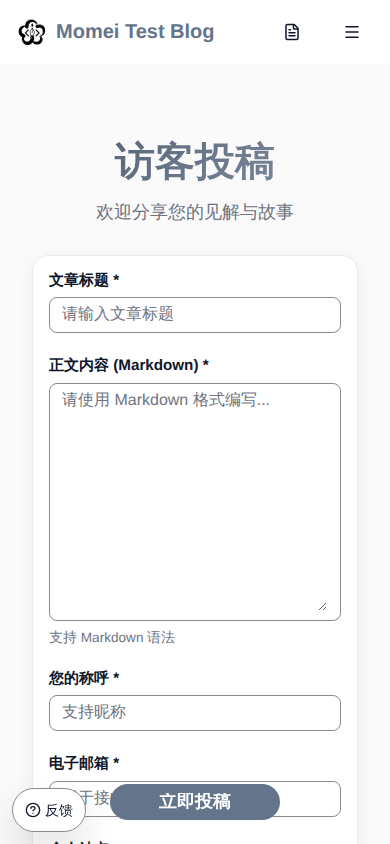 Momei Test Blog
访客投稿
欢迎分享您的见解与故事
文章标题 *
请输入文章标题
正文内容 (Markdown) *
请使用 Markdown 格式编写...
支持 Markdown 语法
您的称呼 *
支持昵称
电子邮箱 *
于接
立即投稿
反馈